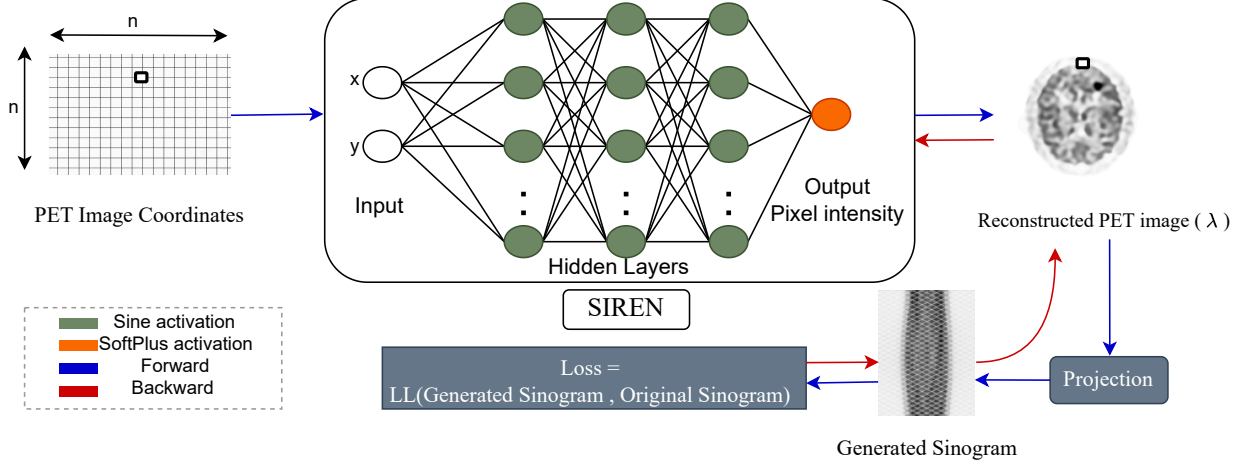 n
n
PET Image Coordinates
x
y
Input
Hidden Layers
Output
Pixel intensity
SIREN
Reconstructed PET image ( λ )
Sine activation
SoftPlus activation
Forward
Backward
Loss =
LL(Generated Sinogram , Original Sinogram)
Projection
Generated Sinogram